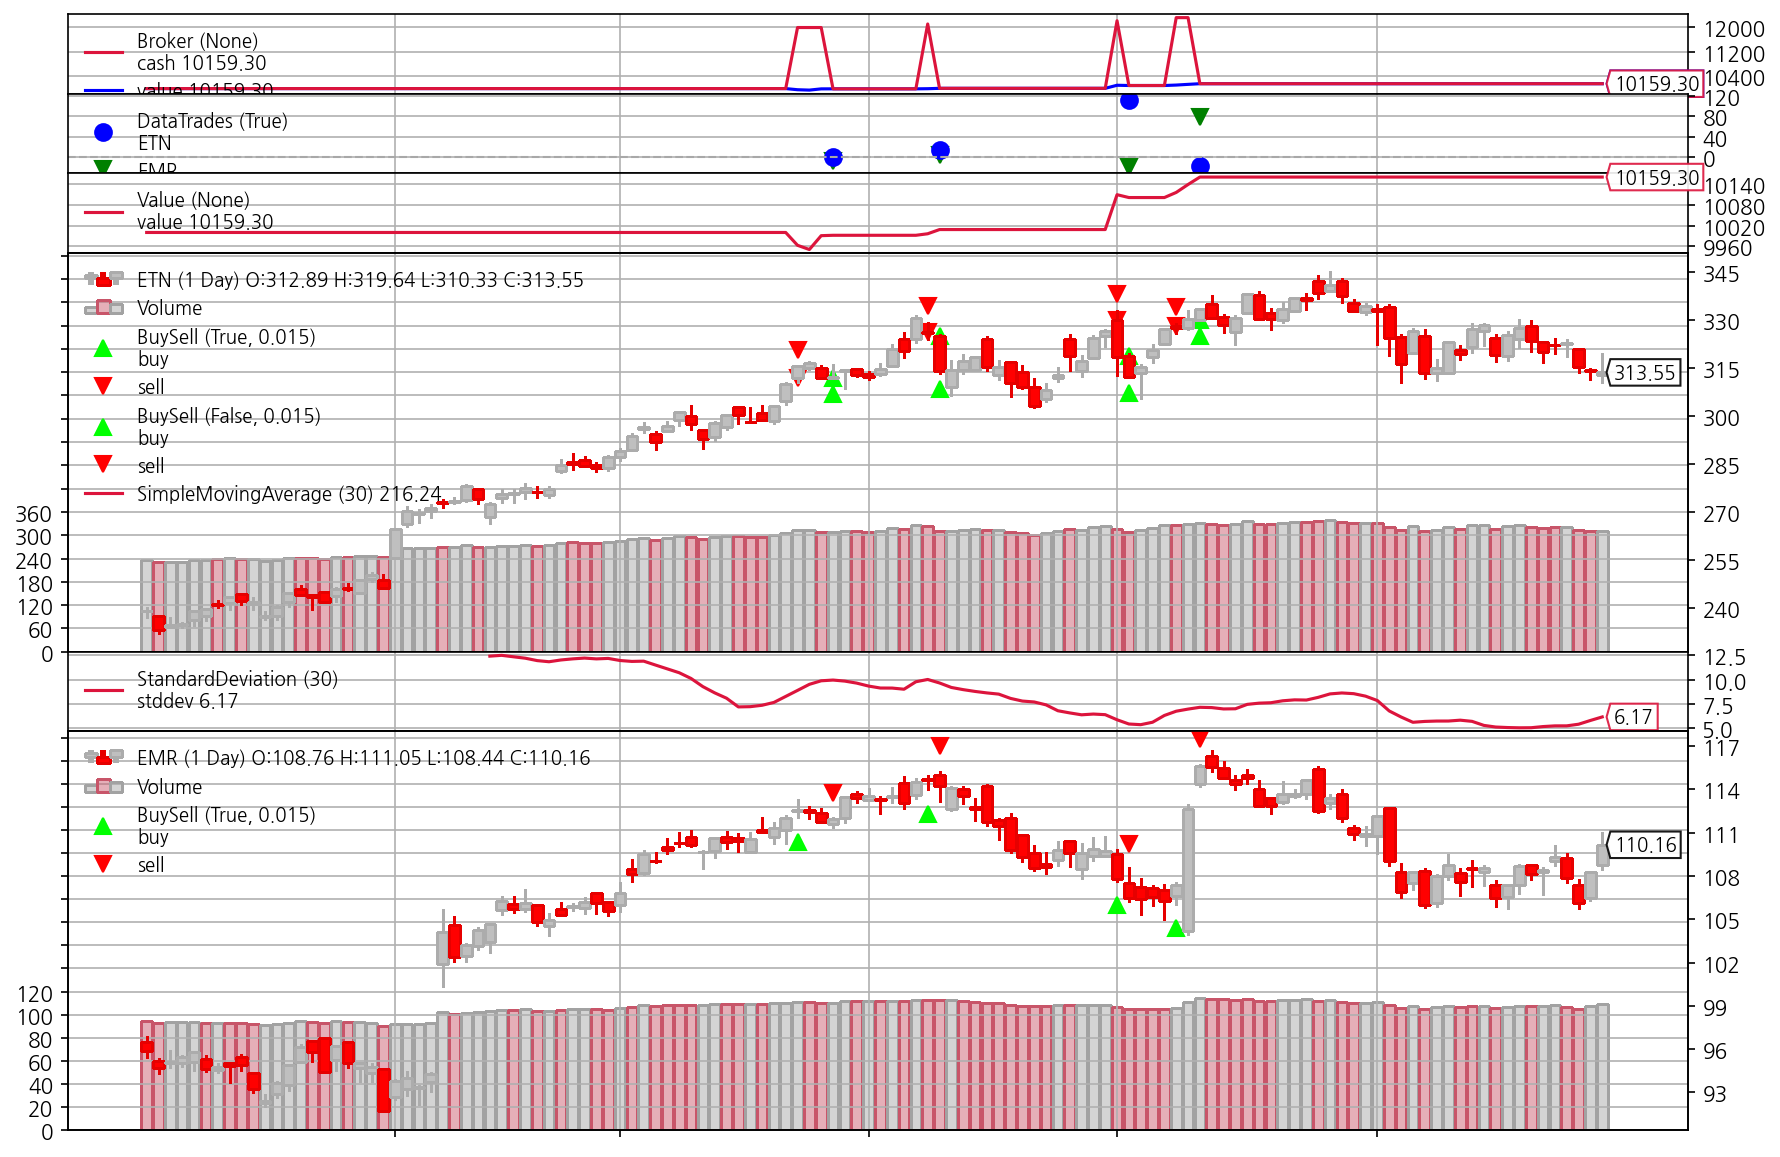 Broker (None)
cash 10159.30
value 10159.30
12000
11200
10400
10159.30
DataTrades (True)
ETN
EMR
120
80
40
0
Value (None)
value 10159.30
10159.30
10140
10080
10020
9960
ETN (1 Day) O:312.89 H:319.64 L:310.33 C:313.55
Volume
BuySell (True, 0.015)
buy
sell
BuySell (False, 0.015)
buy
sell
SimpleMovingAverage (30) 216.24
345
330
315
313.55
300
285
270
255
240
360
300
240
180
120
60
0
StandardDeviation (30)
stddev 6.17
12.5
10.0
7.5
6.17
5.0
EMR (1 Day) O:108.76 H:111.05 L:108.44 C:110.16
Volume
BuySell (True, 0.015)
buy
sell
117
114
111
110.16
108
105
102
99
96
93
120
100
80
60
40
20
0